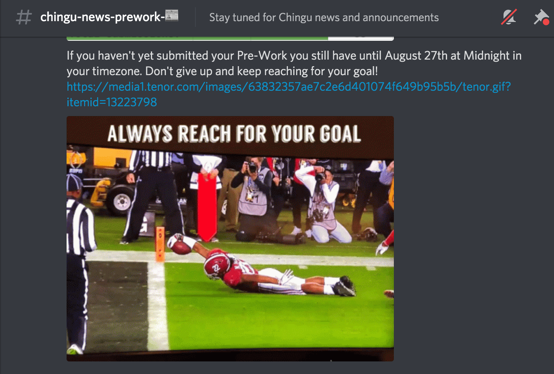 # chingu-news-prework-
Stay tuned for Chingu news and announcements
If you haven't yet submitted your Pre-Work you still have until August 27th at Midnight in
your timezone. Don't give up and keep reaching for your goal!
https://media1.tenor.com/images/63832357ae7c2e6d401074f649b95b5b/tenor.gif?
itemid=13223798
ALWAYS REACH FOR YOUR GOAL